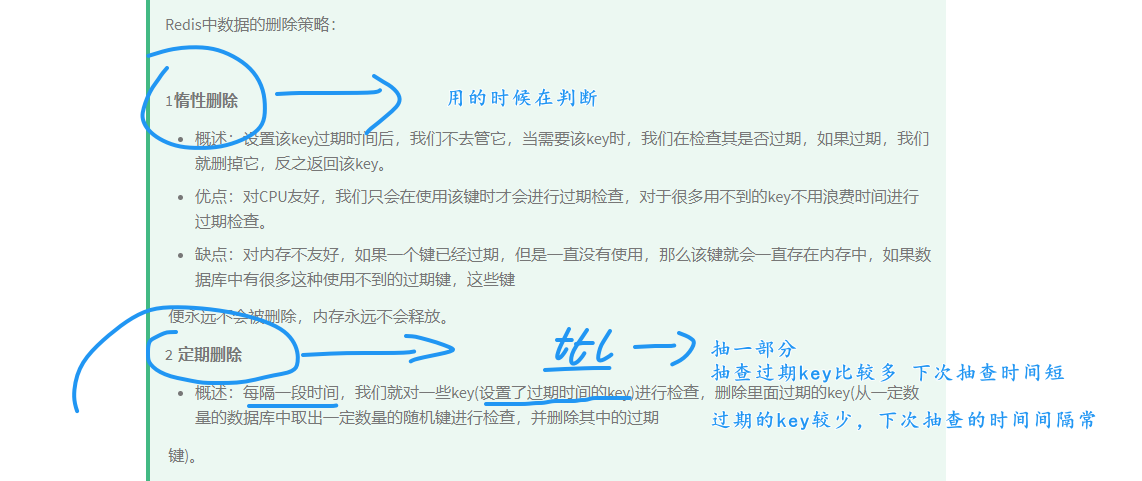 Redis中数据的删除策略：
1惰性删除
用的时候在判断
概述：设置该key过期时间后，我们不去管它，当需要该key时，我们在检查其是否过期，如果过期，我们
就删掉它，反之返回该key。
优点：对CPU友好，我们只会在使用该键时才会进行过期检查，对于很多用不到的key不用浪费时间进行
过期检查。
缺点：对内存不友好，如果一个键已经过期，但是一直没有使用，那么该键就会一直存在内存中，如果数
据库中有很多这种使用不到的过期键，这些键
便永远不会被删除，内存永远不会释放。
2 定期删除
ttl
抽一部分
抽查过期key比较多 下次抽查时间短
概述：每隔一段时间，我们就对一些key(设置了过期时间的key)进行检查，删除里面过期的key(从一定数
量的数据库中取出一定数量的随机键进行检查，并删除其中的过期
过期的key较少，下次抽查的时间间隔常
键)。